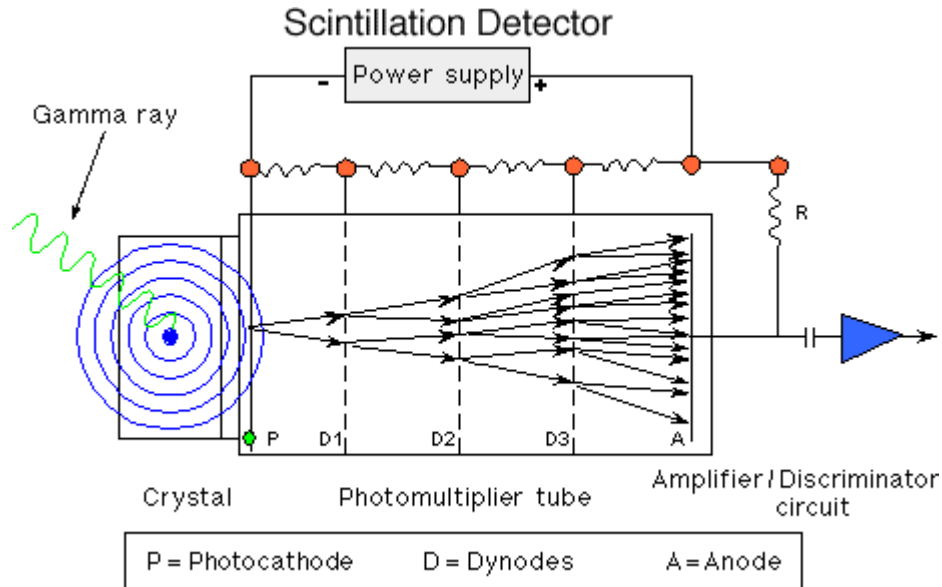 Scintillation Detector
- Power supply +
Gamma ray
R
P D1 D2 D3 A
Crystal
Photomultiplier tube
Amplifier/Discriminator
circuit
P = Photocathode D = Dynodes A = Anode